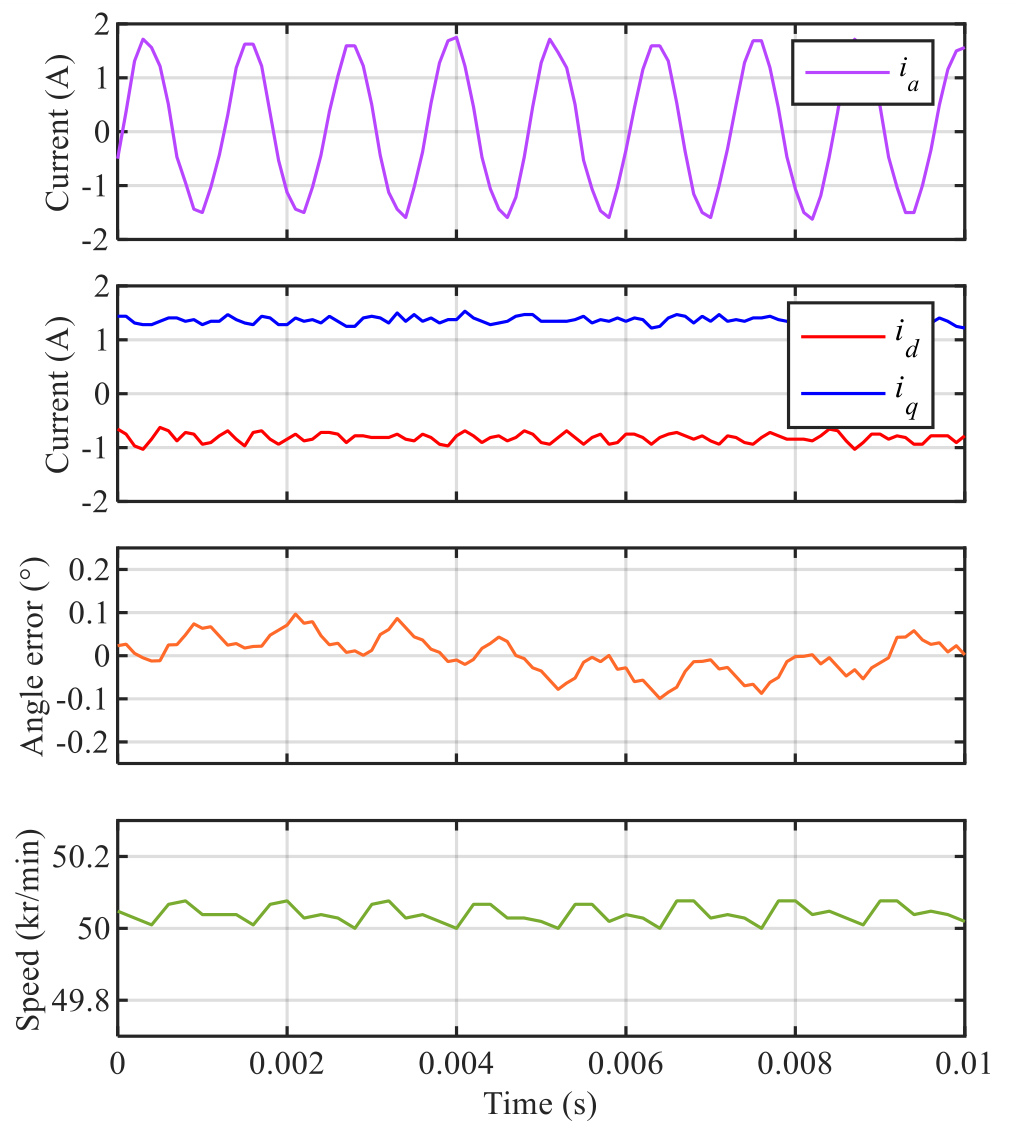 2
1
0
-1
-2
Current (A)
i_a
2
1
0
-1
-2
Current (A)
i_d
i_q
0.2
0.1
0
-0.1
-0.2
Angle error (°)
50.2
50
49.8
Speed (kr/min)
0 0.002 0.004 0.006 0.008 0.01
Time (s)